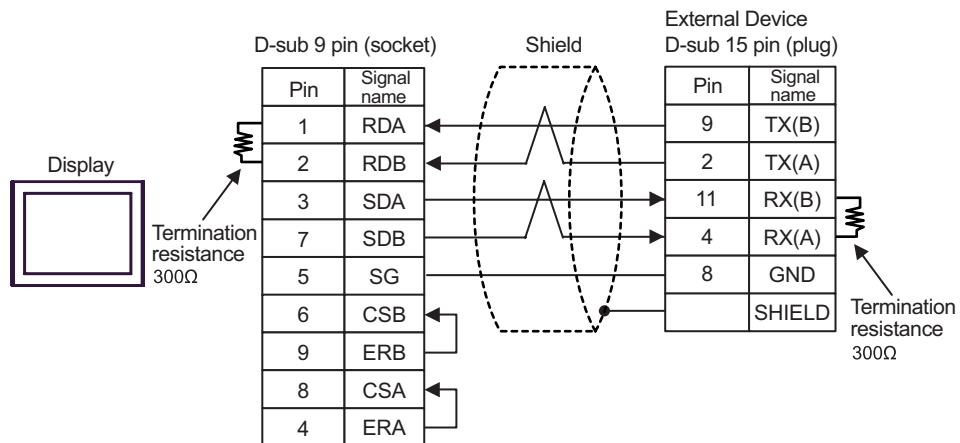 External Device
D-sub 9 pin (socket) Shield D-sub 15 pin (plug)
Pin Signal name Pin Signal name
1 RDA 9 TX(B)
2 RDB 2 TX(A)
Display
3 SDA 11 RX(B)
7 SDB 4 RX(A)
Termination
resistance
300Ω
5 SG 8 GND
6 CSB SHIELD
Termination
resistance
300Ω
9 ERB
8 CSA
4 ERA